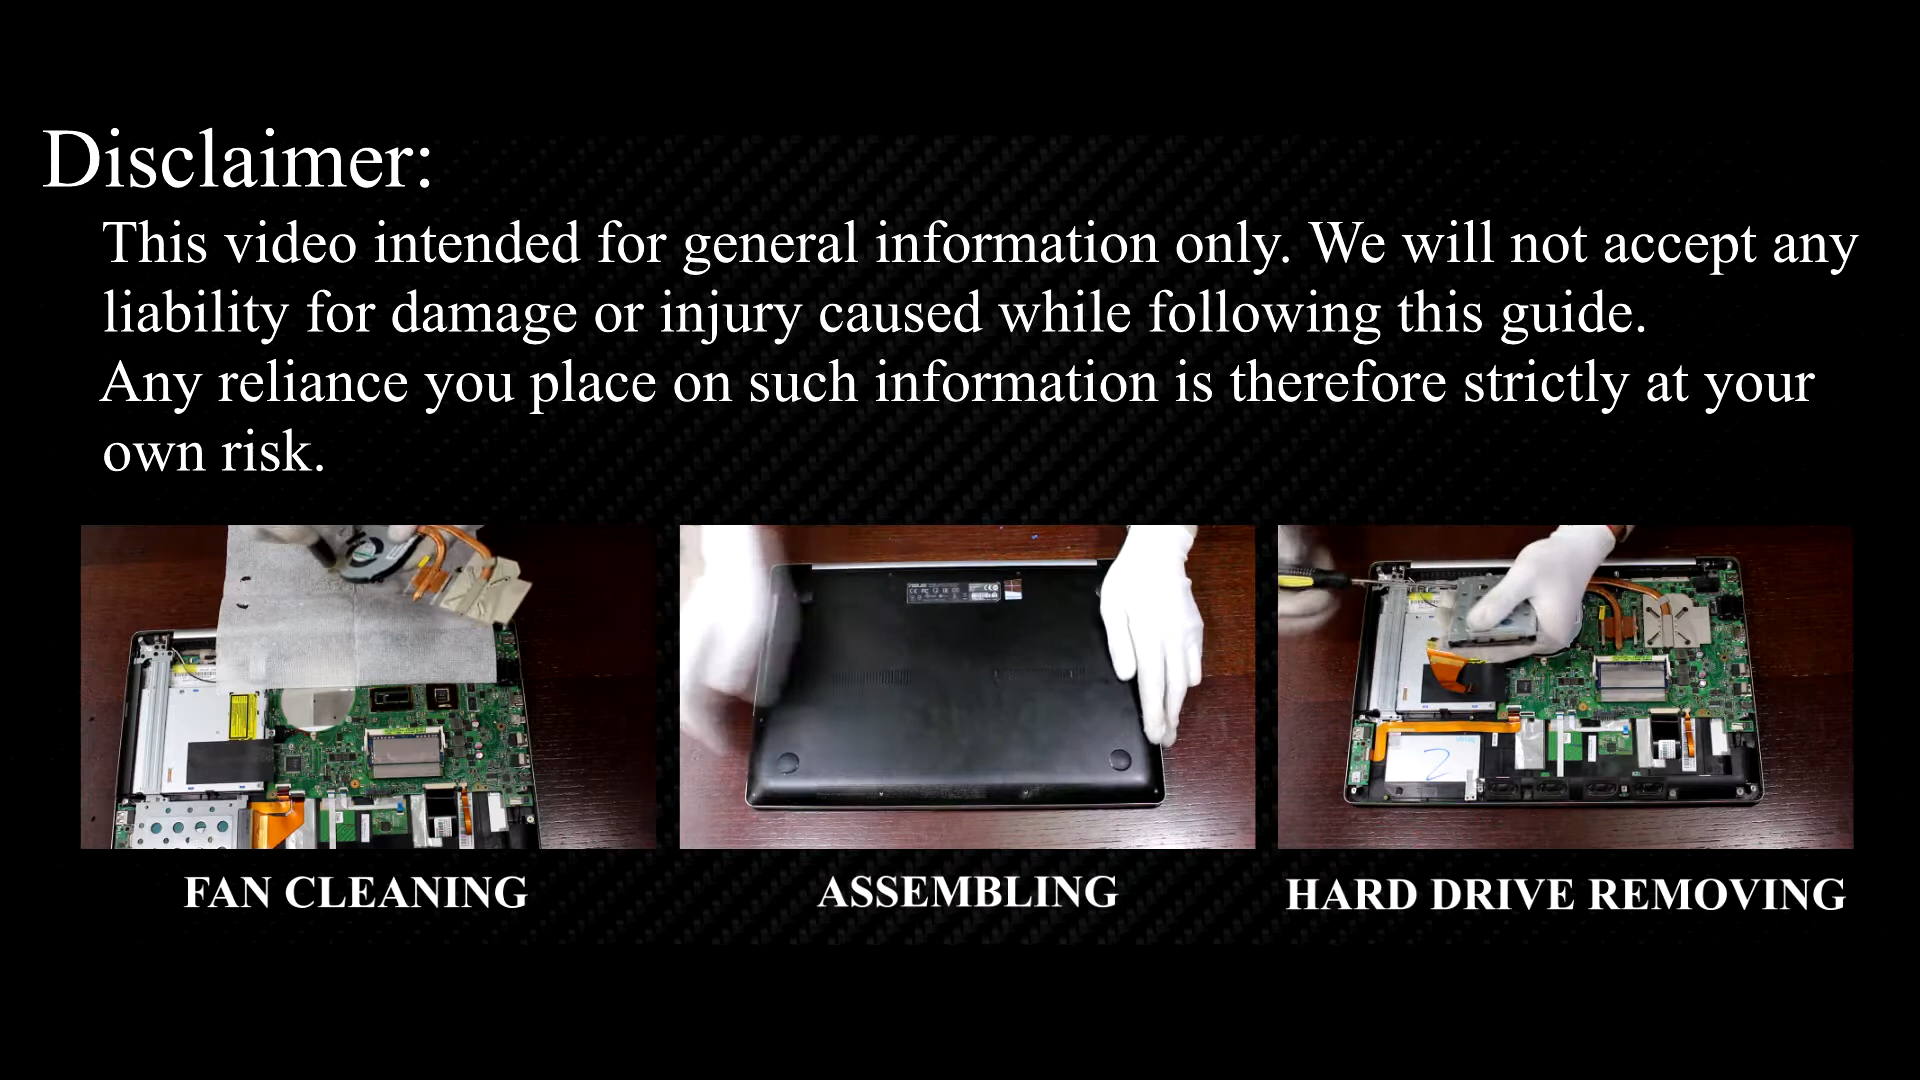 Disclaimer:
This video intended for general information only. We will not accept any
liability for damage or injury caused while following this guide.
Any reliance you place on such information is therefore strictly at your
own risk.
FAN CLEANING
ASSEMBLING
HARD DRIVE REMOVING